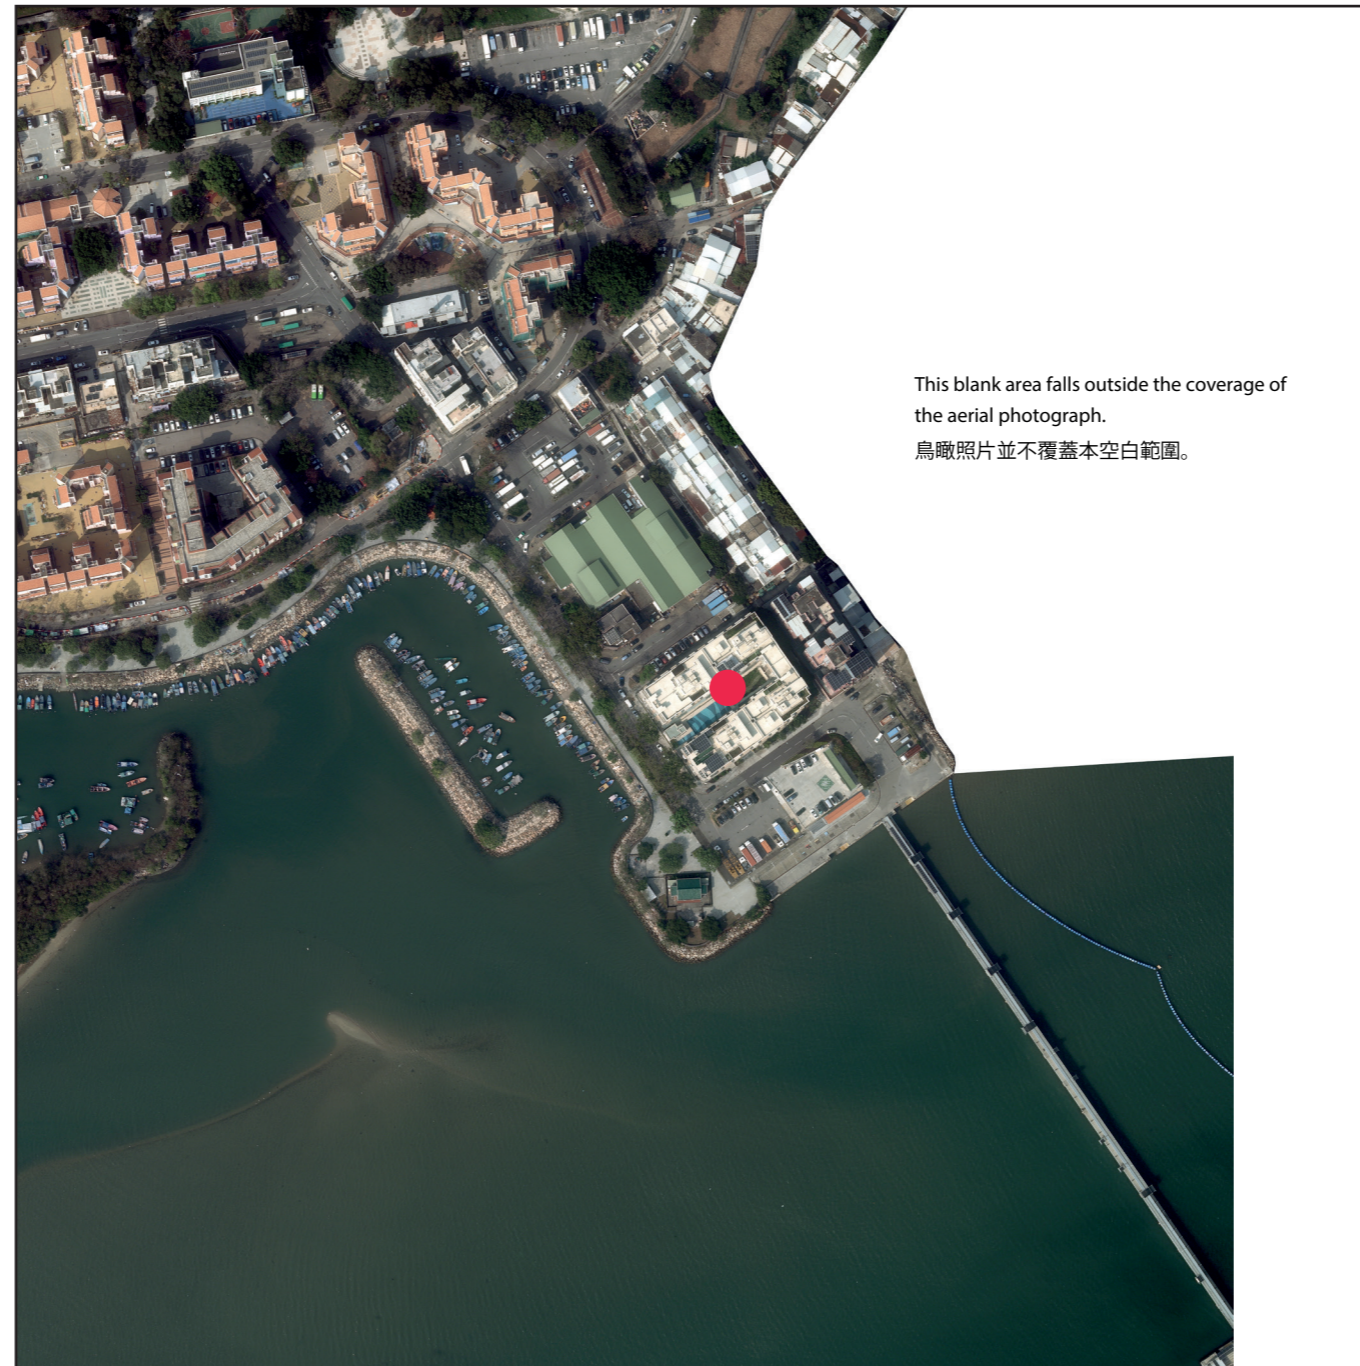 This blank area falls outside the coverage of
the aerial photograph.
鳥瞰照片並不覆蓋本空白範圍。